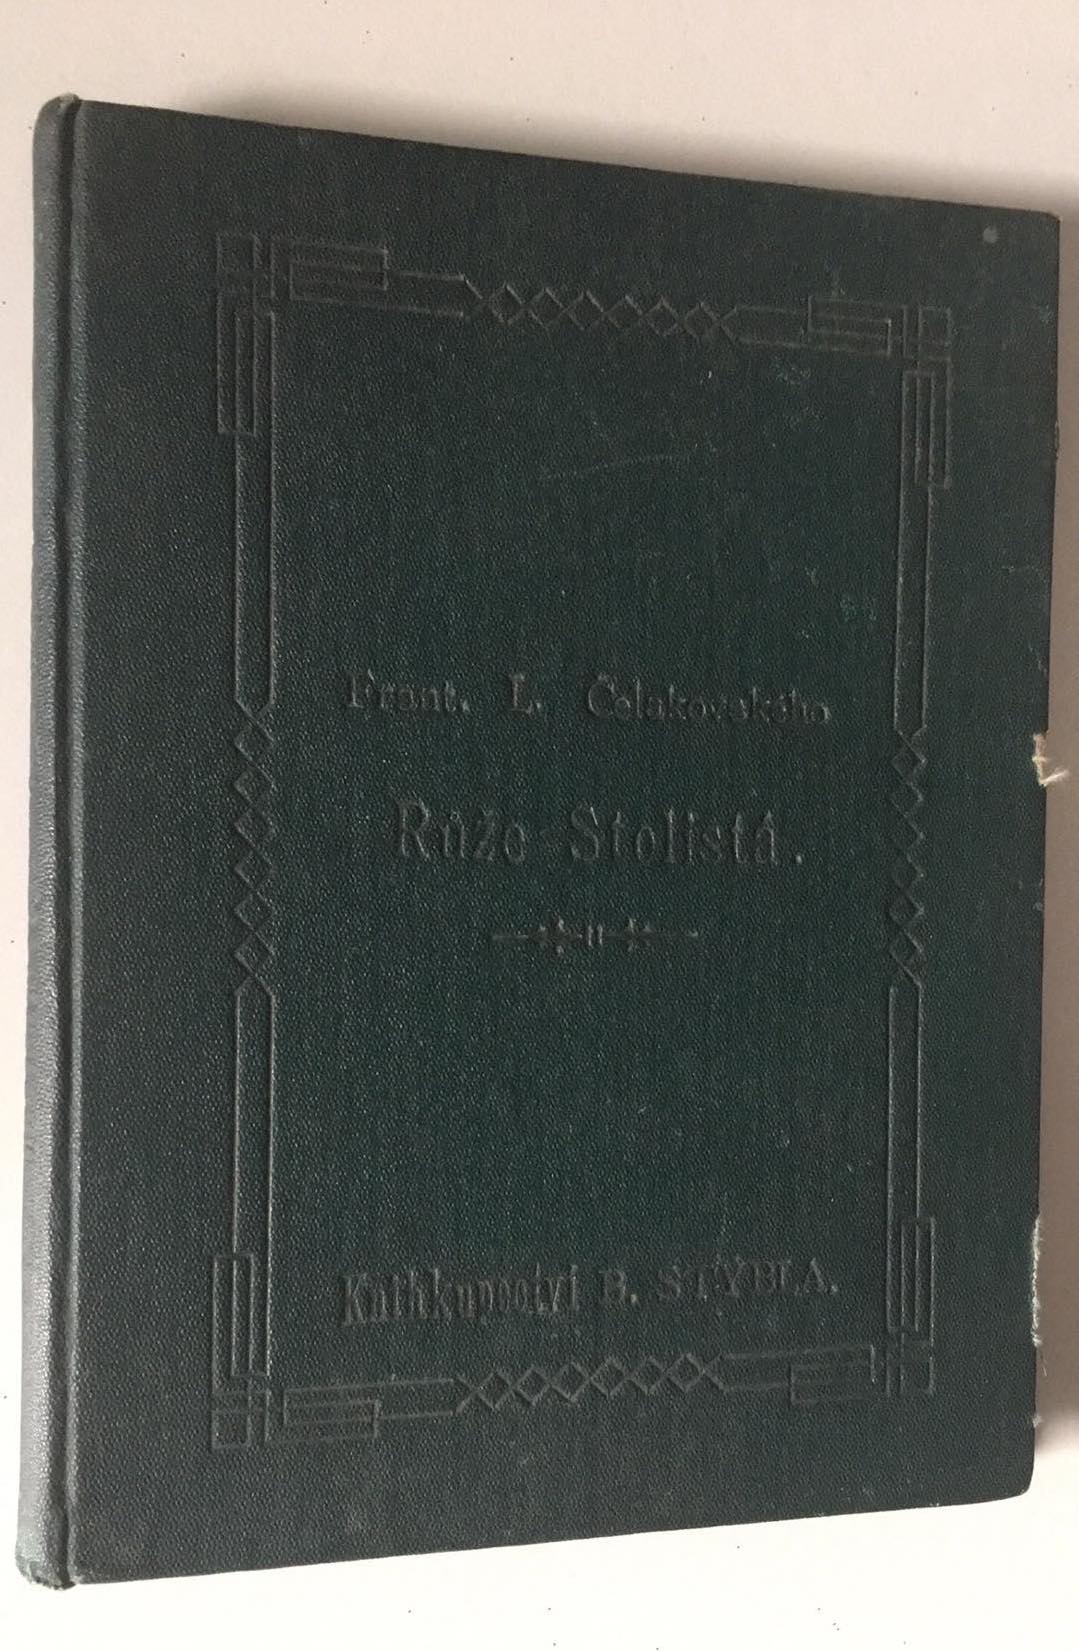 Frant. L. Čelakovského
Růže Stolistá.
Knihkupectví B. STÝBLA.